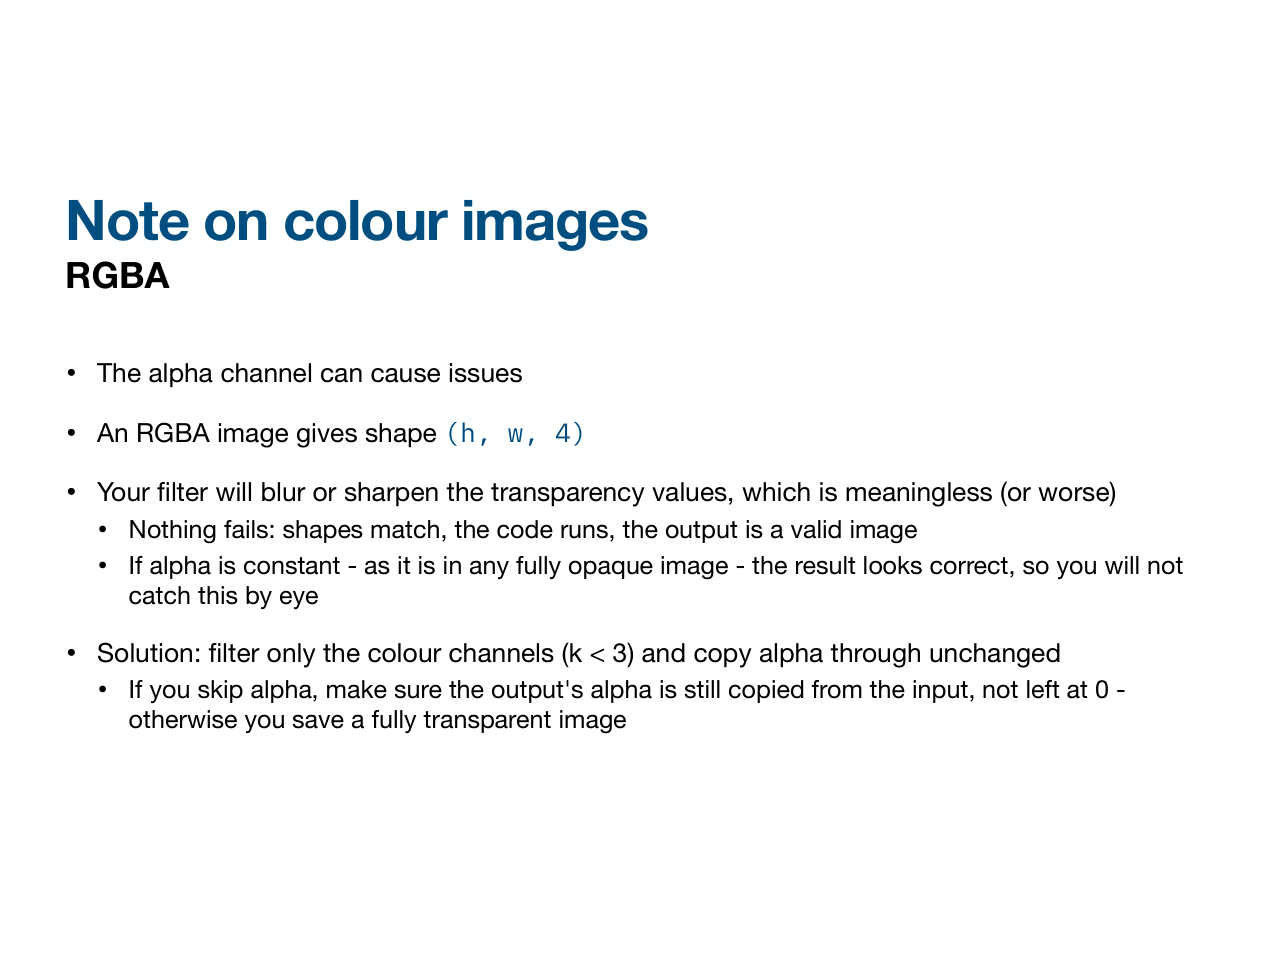 Note on colour images
RGBA
• The alpha channel can cause issues
• An RGBA image gives shape (h, w, 4)
• Your filter will blur or sharpen the transparency values, which is meaningless (or worse)
• Nothing fails: shapes match, the code runs, the output is a valid image
• If alpha is constant - as it is in any fully opaque image - the result looks correct, so you will not
catch this by eye
• Solution: filter only the colour channels (k < 3) and copy alpha through unchanged
• If you skip alpha, make sure the output's alpha is still copied from the input, not left at 0 -
otherwise you save a fully transparent image